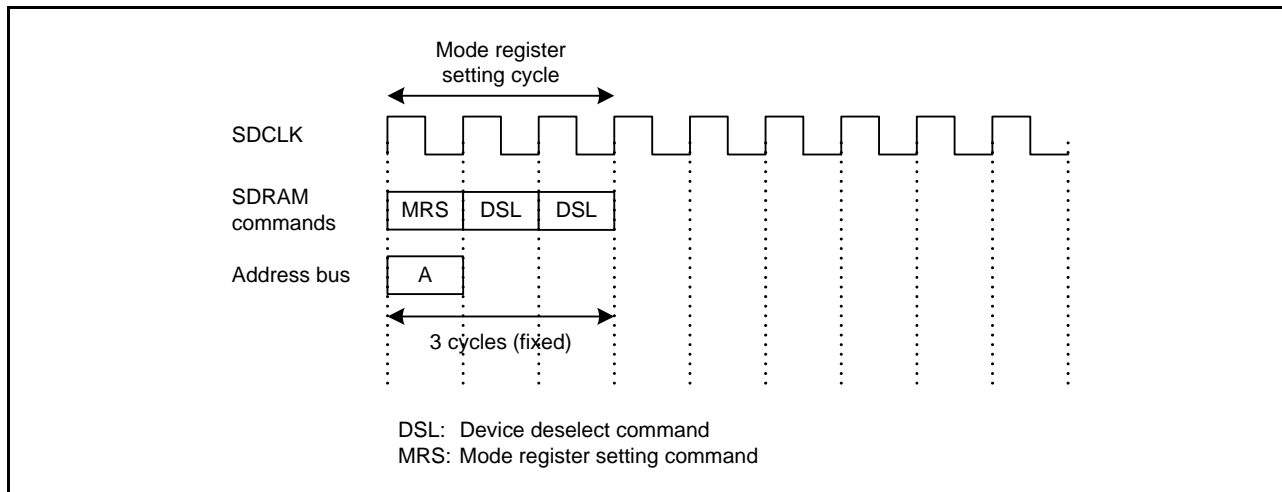 Mode register
setting cycle
SDCLK
SDRAM
commands
MRS DSL DSL
Address bus
A
3 cycles (fixed)
DSL: Device deselect command
MRS: Mode register setting command